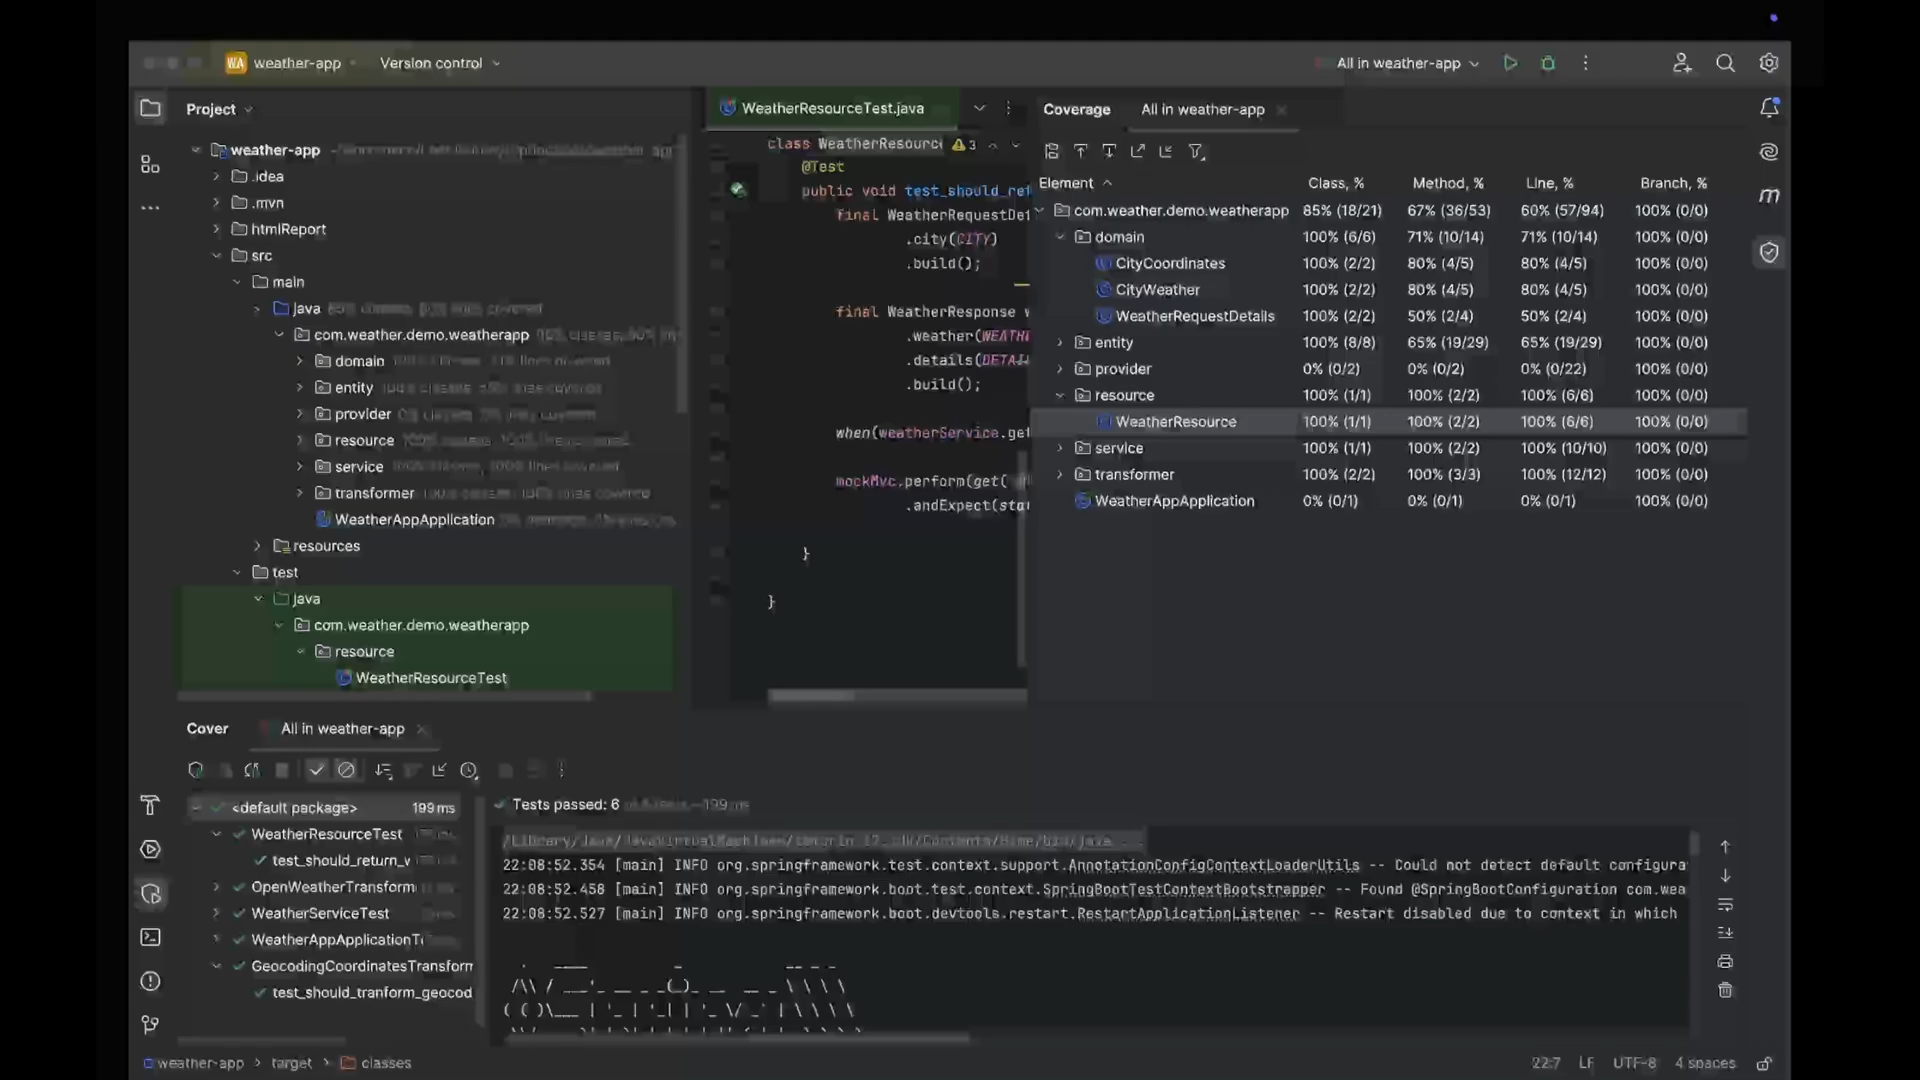 WA weather-app Version control All in weather-app
Project
weather-app
.idea
.mvn
htmlReport
src
main
java
com.weather.demo.weatherapp
domain
entity
provider
resource
service
transformer
WeatherAppApplication
resources
test
java
com.weather.demo.weatherapp
resource
WeatherResourceTest
WeatherResourceTest.java
class WeatherResourc 3
@Test
public void test_should_ret
final WeatherRequestDet
.city(CITY)
.build();
final WeatherResponse w
.weather(WEATHE
.details(DETAIL
.build();
when(weatherService.get
mockMvc.perform(get(
.andExpect(stat
}
}
Coverage All in weather-app
Element Class, % Method, % Line, % Branch, %
com.weather.demo.weatherapp 85% (18/21) 67% (36/53) 60% (57/94) 100% (0/0)
domain 100% (6/6) 71% (10/14) 71% (10/14) 100% (0/0)
CityCoordinates 100% (2/2) 80% (4/5) 80% (4/5) 100% (0/0)
CityWeather 100% (2/2) 80% (4/5) 80% (4/5) 100% (0/0)
WeatherRequestDetails 100% (2/2) 50% (2/4) 50% (2/4) 100% (0/0)
entity 100% (8/8) 65% (19/29) 65% (19/29) 100% (0/0)
provider 0% (0/2) 0% (0/2) 0% (0/22) 100% (0/0)
resource 100% (1/1) 100% (2/2) 100% (6/6) 100% (0/0)
WeatherResource 100% (1/1) 100% (2/2) 100% (6/6) 100% (0/0)
service 100% (1/1) 100% (2/2) 100% (10/10) 100% (0/0)
transformer 100% (2/2) 100% (3/3) 100% (12/12) 100% (0/0)
WeatherAppApplication 0% (0/1) 0% (0/1) 0% (0/1) 100% (0/0)
Cover All in weather-app
<default package> 199 ms
WeatherResourceTest
test_should_return_v
OpenWeatherTransform
WeatherServiceTest
WeatherAppApplicationT
GeocodingCoordinatesTransform
test_should_tranform_geocod
Tests passed: 6
22:08:52.354 [main] INFO org.springframework.test.context.support.AnnotationConfigContextLoaderUtils -- Could not detect default configura
22:08:52.458 [main] INFO org.springframework.boot.test.context.SpringBootTestContextBootstrapper -- Found @SpringBootConfiguration com.wea
22:08:52.527 [main] INFO org.springframework.boot.devtools.restart.RestartApplicationListener -- Restart disabled due to context in which
weather-app > target > classes
22:7 LF UTF-8 4 spaces